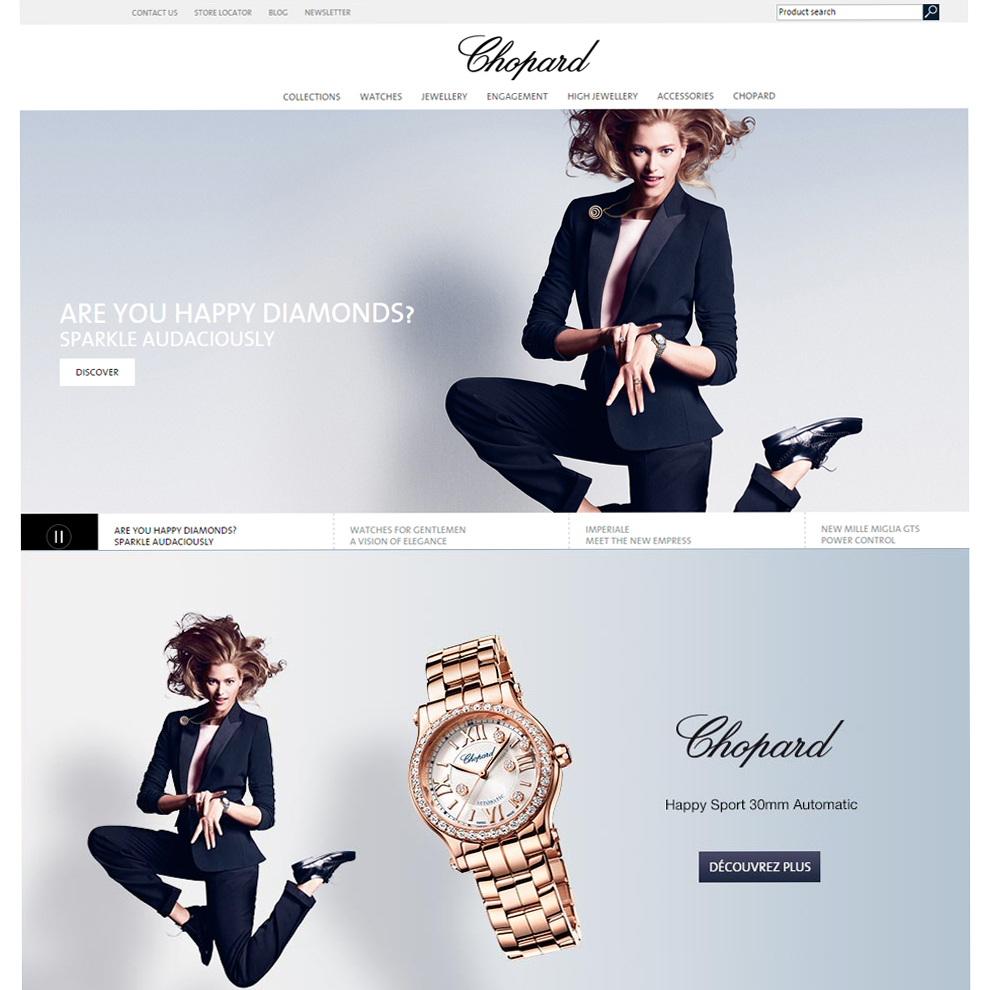 CONTACT US STORE LOCATOR BLOG NEWSLETTER Product search
Chopard
COLLECTIONS WATCHES JEWELLERY ENGAGEMENT HIGH JEWELLERY ACCESSORIES CHOPARD
ARE YOU HAPPY DIAMONDS?
SPARKLE AUDACIOUSLY
DISCOVER
ARE YOU HAPPY DIAMONDS?
SPARKLE AUDACIOUSLY
WATCHES FOR GENTLEMEN
A VISION OF ELEGANCE
IMPERIALE
MEET THE NEW EMPRESS
NEW MILLE MIGLIA GTS
POWER CONTROL
XII
Chopard
AUTOMATIC
Chopard
Happy Sport 30mm Automatic
DÉCOUVREZ PLUS